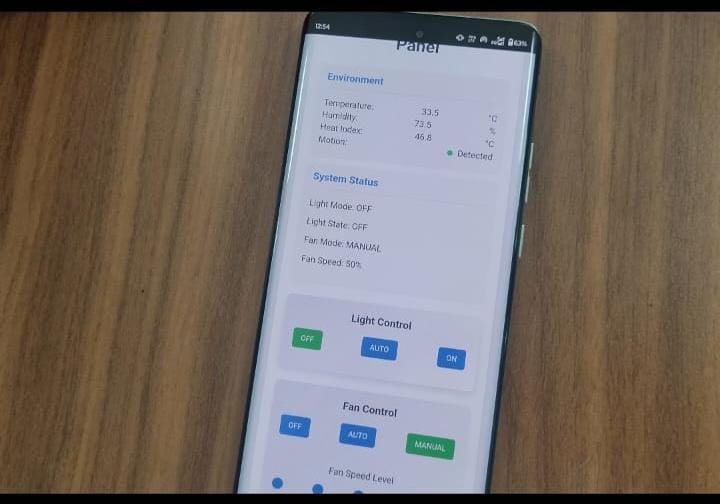 12:54
63%
Panel
Environment
Temperature: 33.5 °C
Humidity: 73.5 %
Heat Index: 46.8 °C
Motion: Detected
System Status
Light Mode: OFF
Light State: OFF
Fan Mode: MANUAL
Fan Speed: 50%
Light Control
OFF AUTO ON
Fan Control
OFF AUTO MANUAL
Fan Speed Level